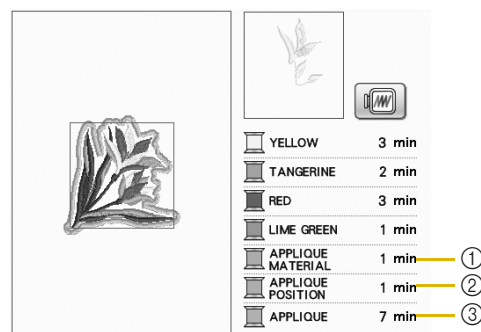 YELLOW 3 min
TANGERINE 2 min
RED 3 min
LIME GREEN 1 min
APPLIQUE
MATERIAL 1 min ①
APPLIQUE
POSITION 1 min ②
APPLIQUE 7 min ③